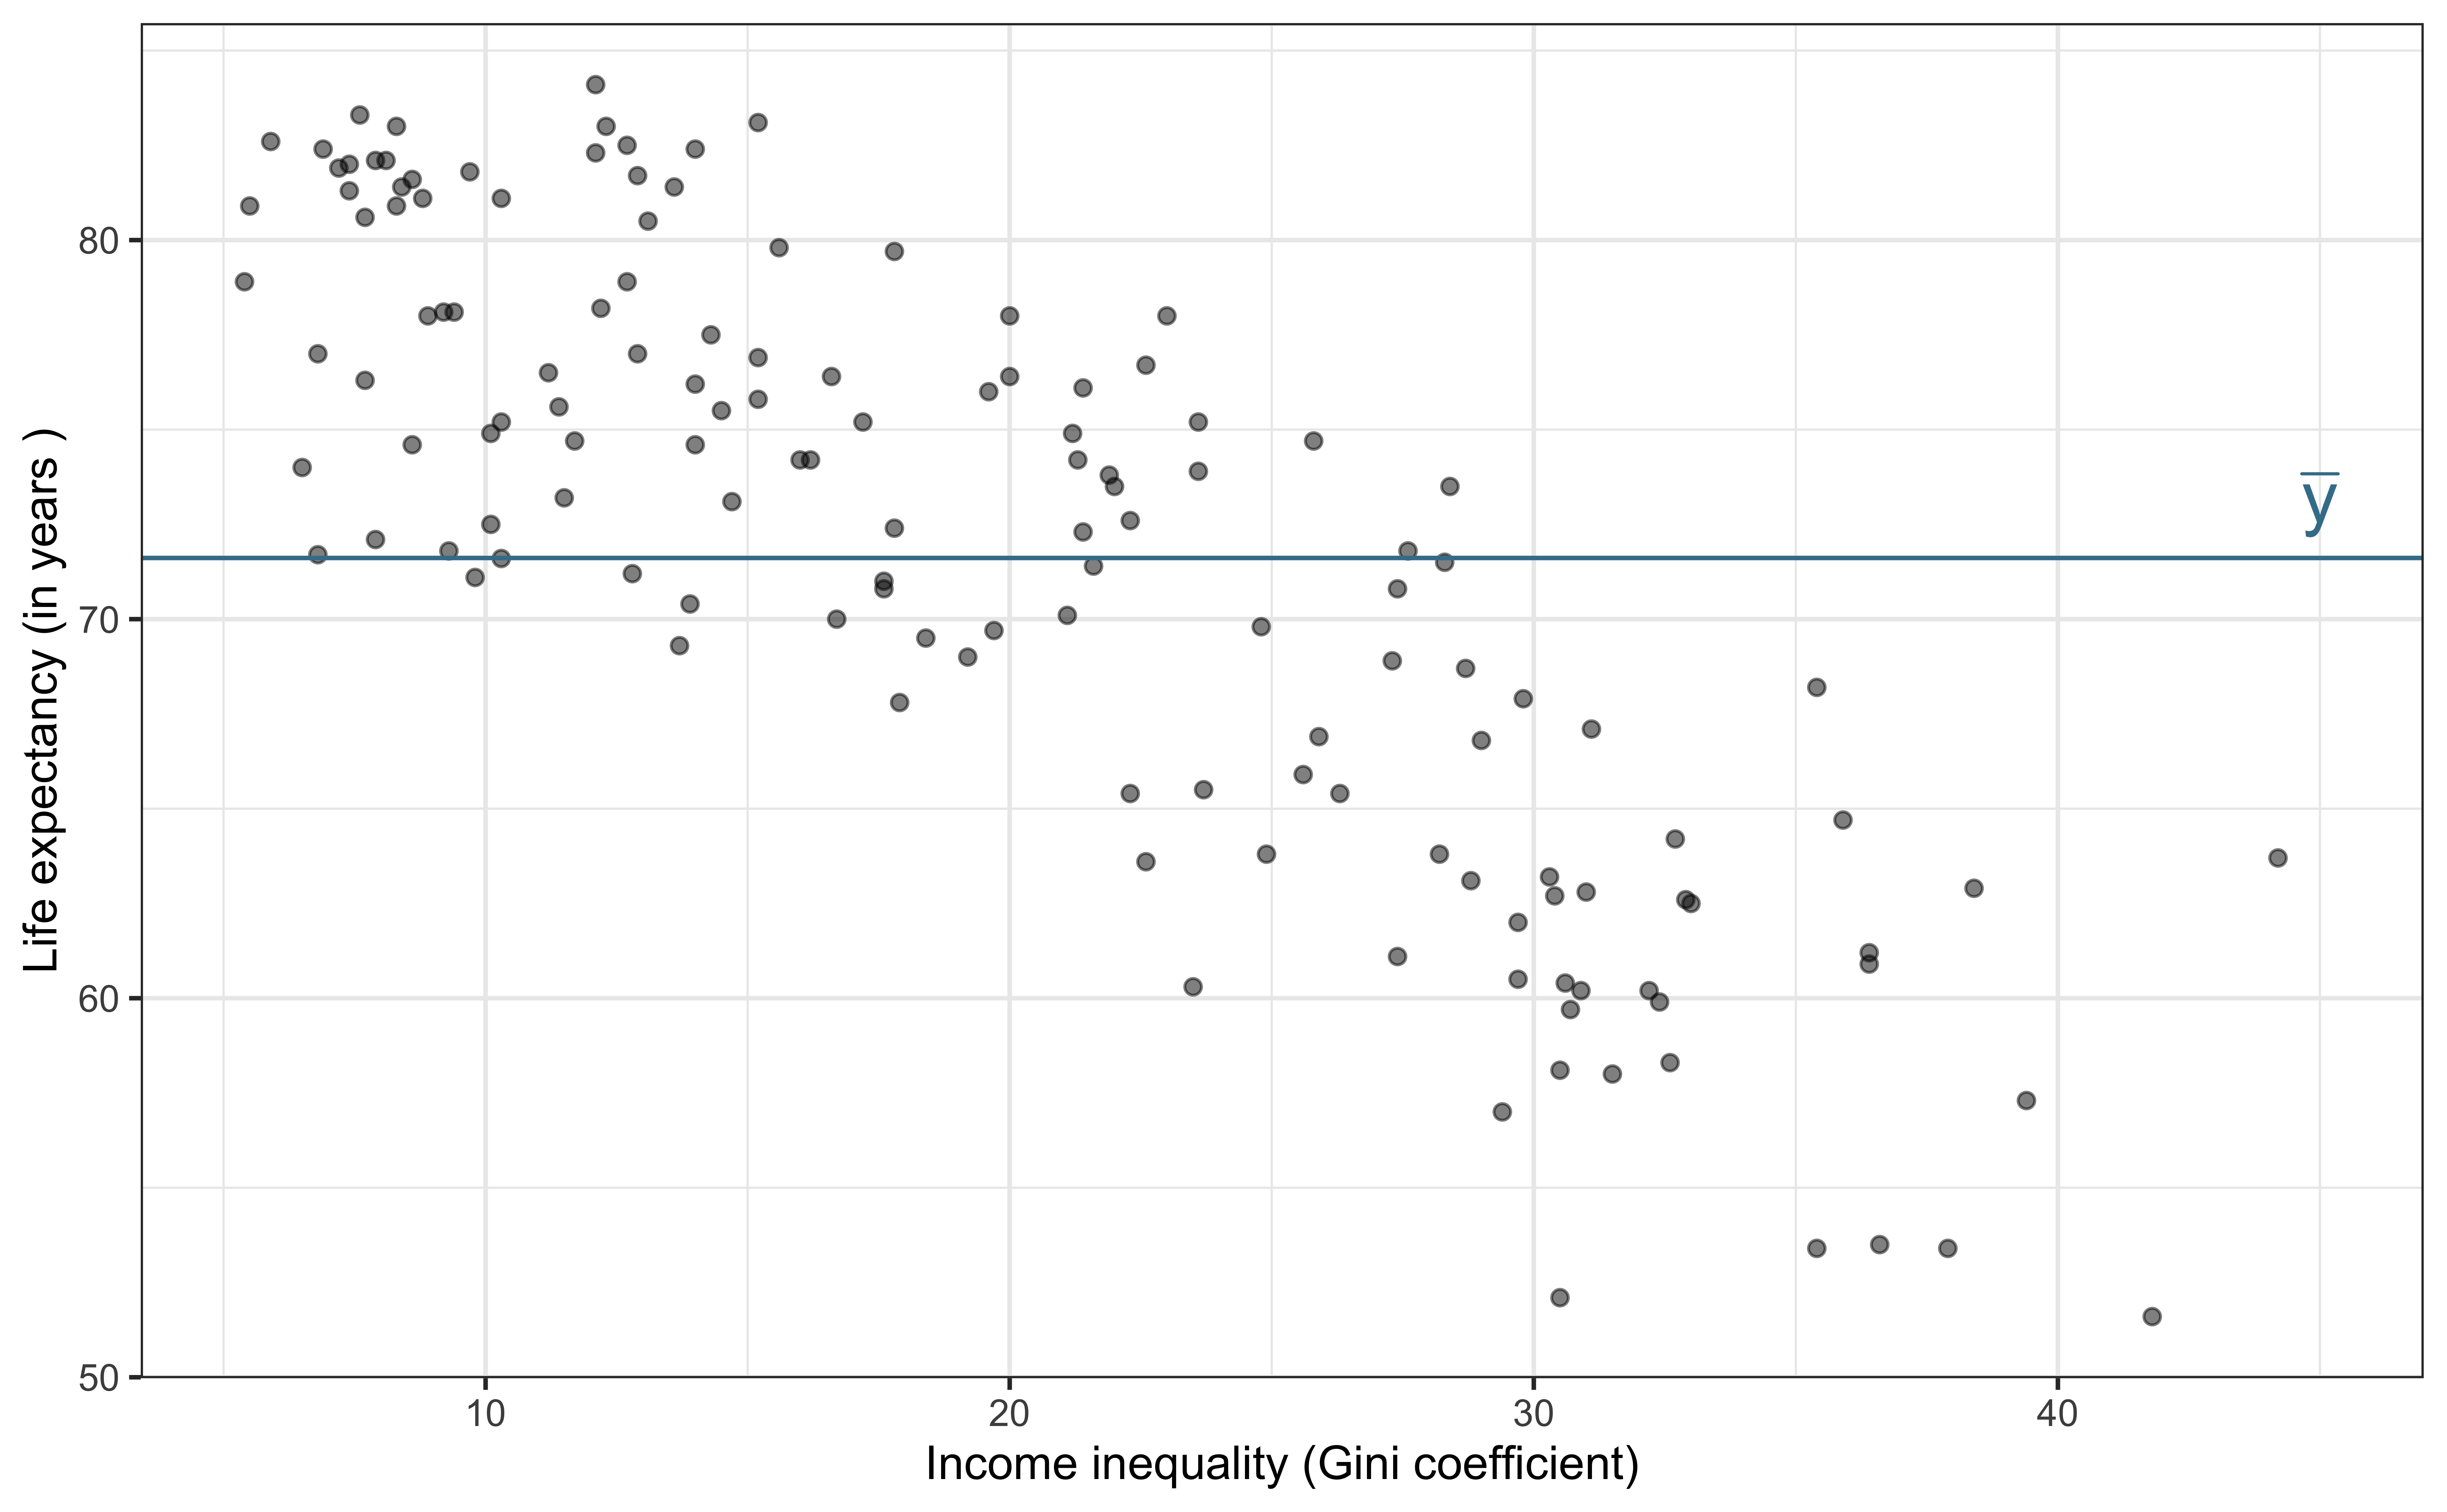 80
70
60
50
10 20 30 40
Life expectancy (in years )
Income inequality (Gini coefficient)
y̅